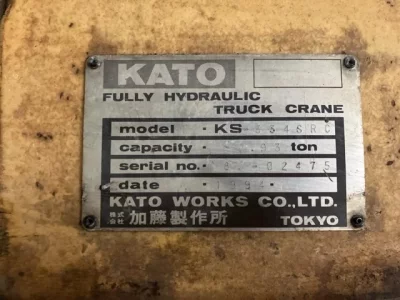 KATO
FULLY HYDRAULIC
TRUCK CRANE
model · KS
capacity · ton
serial no.
date ·
KATO WORKS CO.,LTD.
株式会社 加藤製作所 TOKYO